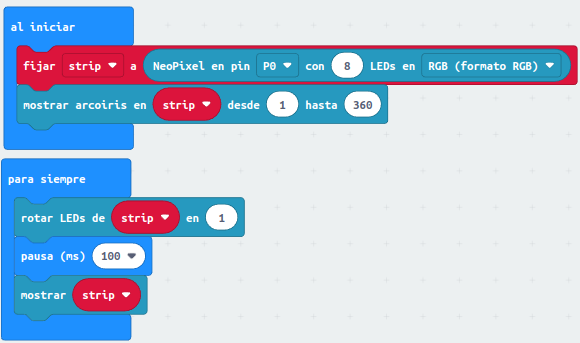 al iniciar
fijar strip a NeoPixel en pin P0 con 8 LEDs en RGB (formato RGB)
mostrar arcoiris en strip desde 1 hasta 360
para siempre
rotar LEDs de strip en 1
pausa (ms) 100
mostrar strip